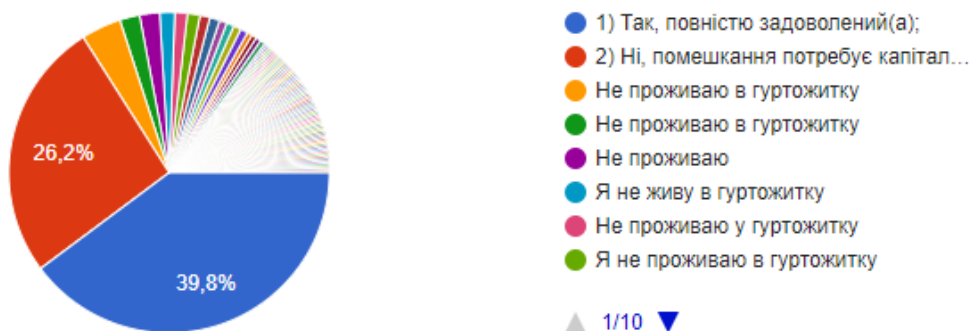 26,2%
39,8%
1) Так, повністю задоволений(а);
2) Ні, помешкання потребує капітал...
Не проживаю в гуртожитку
Не проживаю в гуртожитку
Не проживаю
Я не живу в гуртожитку
Не проживаю у гуртожитку
Я не проживаю в гуртожитку
1/10